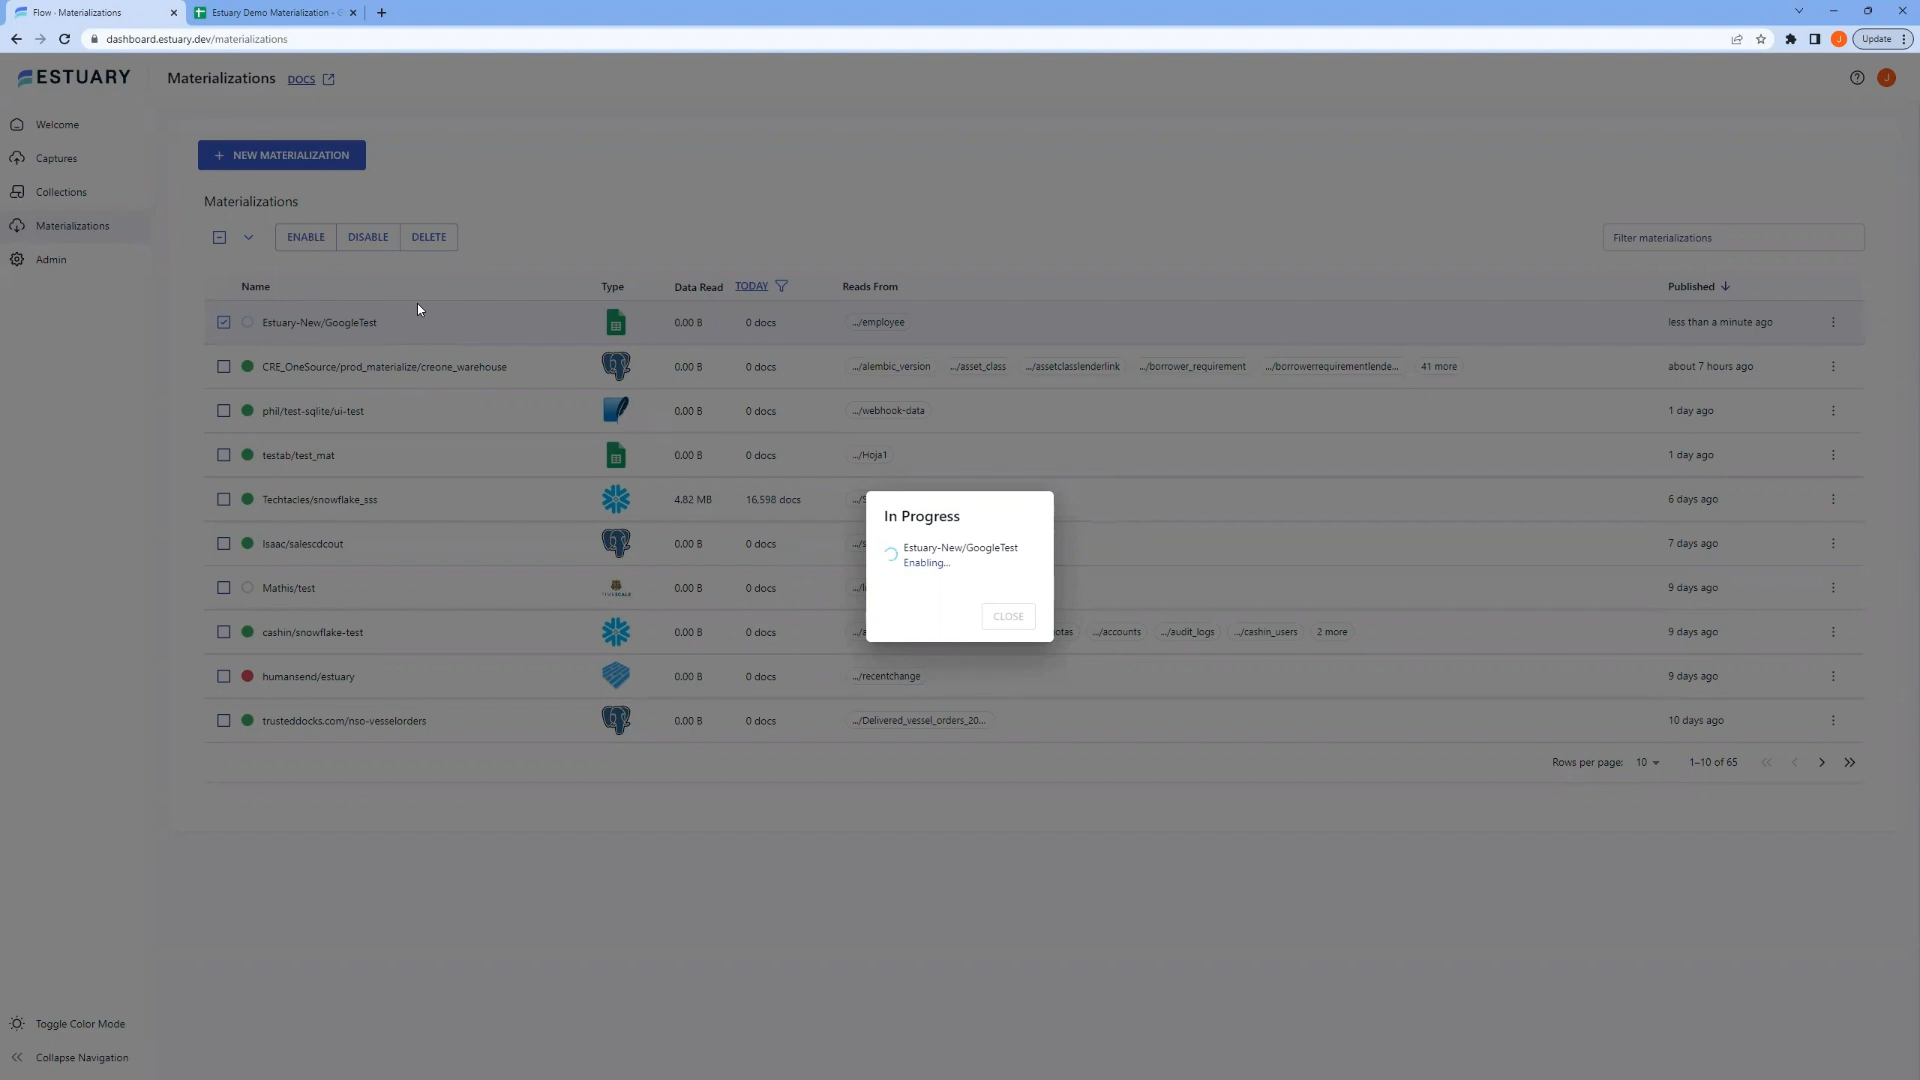 Flow · Materializations
Estuary Demo Materialization -
dashboard.estuary.dev/materializations
J
Update
ESTUARY
Materializations
DOCS
J
Welcome
Captures
Collections
Materializations
Admin
NEW MATERIALIZATION
Materializations
ENABLE
DISABLE
DELETE
Filter materializations
Name
Type
Data Read
TODAY
Reads From
Published
Estuary-New/GoogleTest
0.00 B
0 docs
.../employee
less than a minute ago
CRE_OneSource/prod_materialize/creone_warehouse
0.00 B
0 docs
.../alembic_version
.../asset_class
.../assetclasslenderlink
.../borrower_requirement
.../borrowerrequirementlende...
41 more
about 7 hours ago
phil/test-sqlite/ui-test
0.00 B
0 docs
.../webhook-data
1 day ago
testab/test_mat
0.00 B
0 docs
.../Hoja1
1 day ago
Techtacles/snowflake_sss
4.82 MB
16,598 docs
6 days ago
Isaac/salescdcout
0.00 B
0 docs
7 days ago
Mathis/test
TIMESCALE
0.00 B
0 docs
9 days ago
cashin/snowflake-test
0.00 B
0 docs
.../accounts
.../audit_logs
.../cashin_users
2 more
9 days ago
humansend/estuary
0.00 B
0 docs
.../recentchange
9 days ago
trusteddocks.com/nso-vesselorders
0.00 B
0 docs
.../Delivered_vessel_orders_20...
10 days ago
In Progress
Estuary-New/GoogleTest
Enabling...
CLOSE
Rows per page:
10
1–10 of 65
Toggle Color Mode
Collapse Navigation